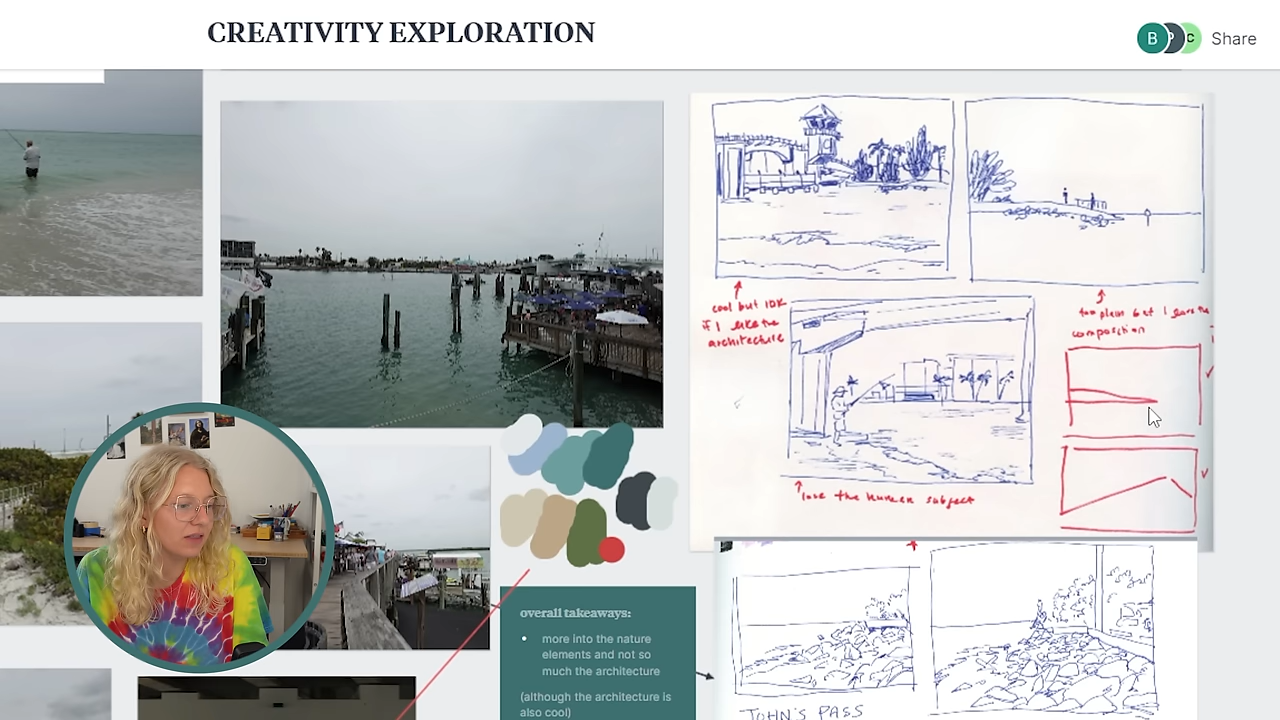 CREATIVITY EXPLORATION
B
C
Share
cool but IDK
if I like the
architecture
too plain but I
composition
love the human subject
overall takeaways:
• more into the nature
elements and not so
much the architecture
(although the architecture is
also cool)
JOHN'S PASS